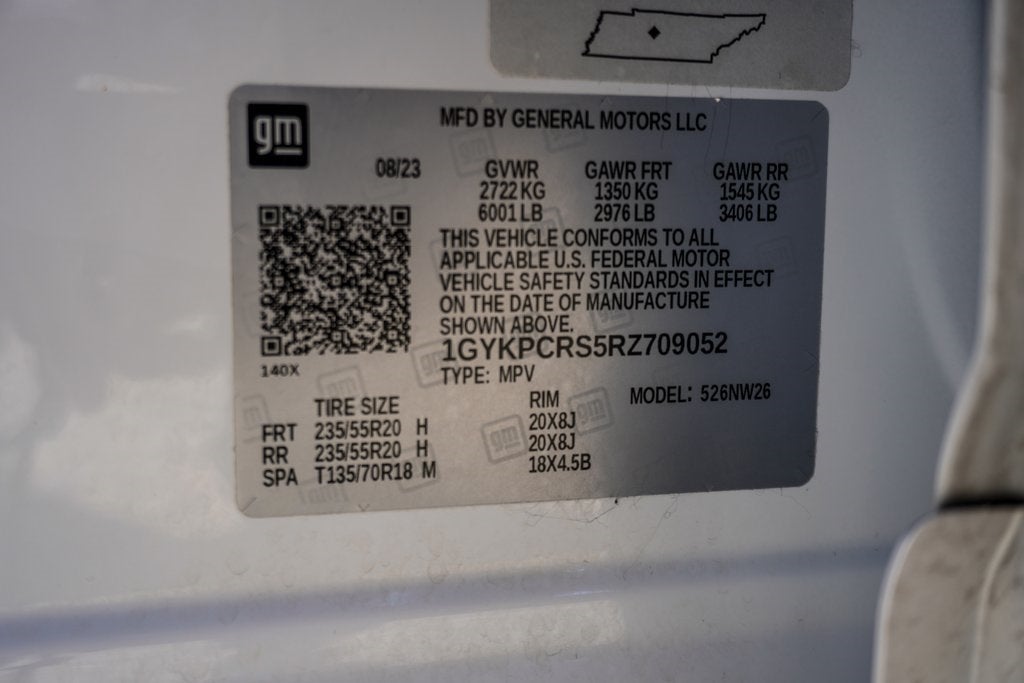 gm
MFD BY GENERAL MOTORS LLC
08/23 GVWR GAWR FRT GAWR RR
2722 KG 1350 KG 1545 KG
6001 LB 2976 LB 3406 LB
THIS VEHICLE CONFORMS TO ALL
APPLICABLE U.S. FEDERAL MOTOR
VEHICLE SAFETY STANDARDS IN EFFECT
ON THE DATE OF MANUFACTURE
SHOWN ABOVE.
1GYKPCRS5RZ709052
140X
TYPE: MPV
MODEL: 526NW26
TIRE SIZE RIM
FRT 235/55R20 H 20X8J
RR 235/55R20 H 20X8J
SPA T135/70R18 M 18X4.5B